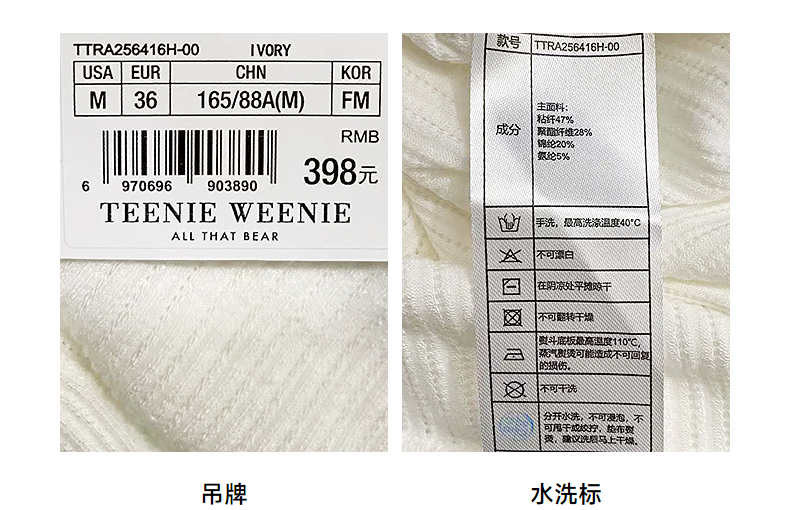 TTRA256416H-00 IVORY
USA EUR CHN KOR
M 36 165/88A(M) FM
RMB
398元
6 970696 903890
TEENIE WEENIE
ALL THAT BEAR
款号 TTRA256416H-00
成分
主面料：
粘纤47%
聚酯纤维28%
锦纶20%
氨纶5%
手洗，最高洗涤温度40°C
不可漂白
在阴凉处平摊晾干
不可翻转干燥
熨斗底板最高温度110℃，
蒸汽熨烫可能造成不可回复
的损伤。
不可干洗
分开水洗，不可浸泡，不
可甩干或绞拧，垫布熨
烫，建议洗后马上干燥。
吊牌
水洗标